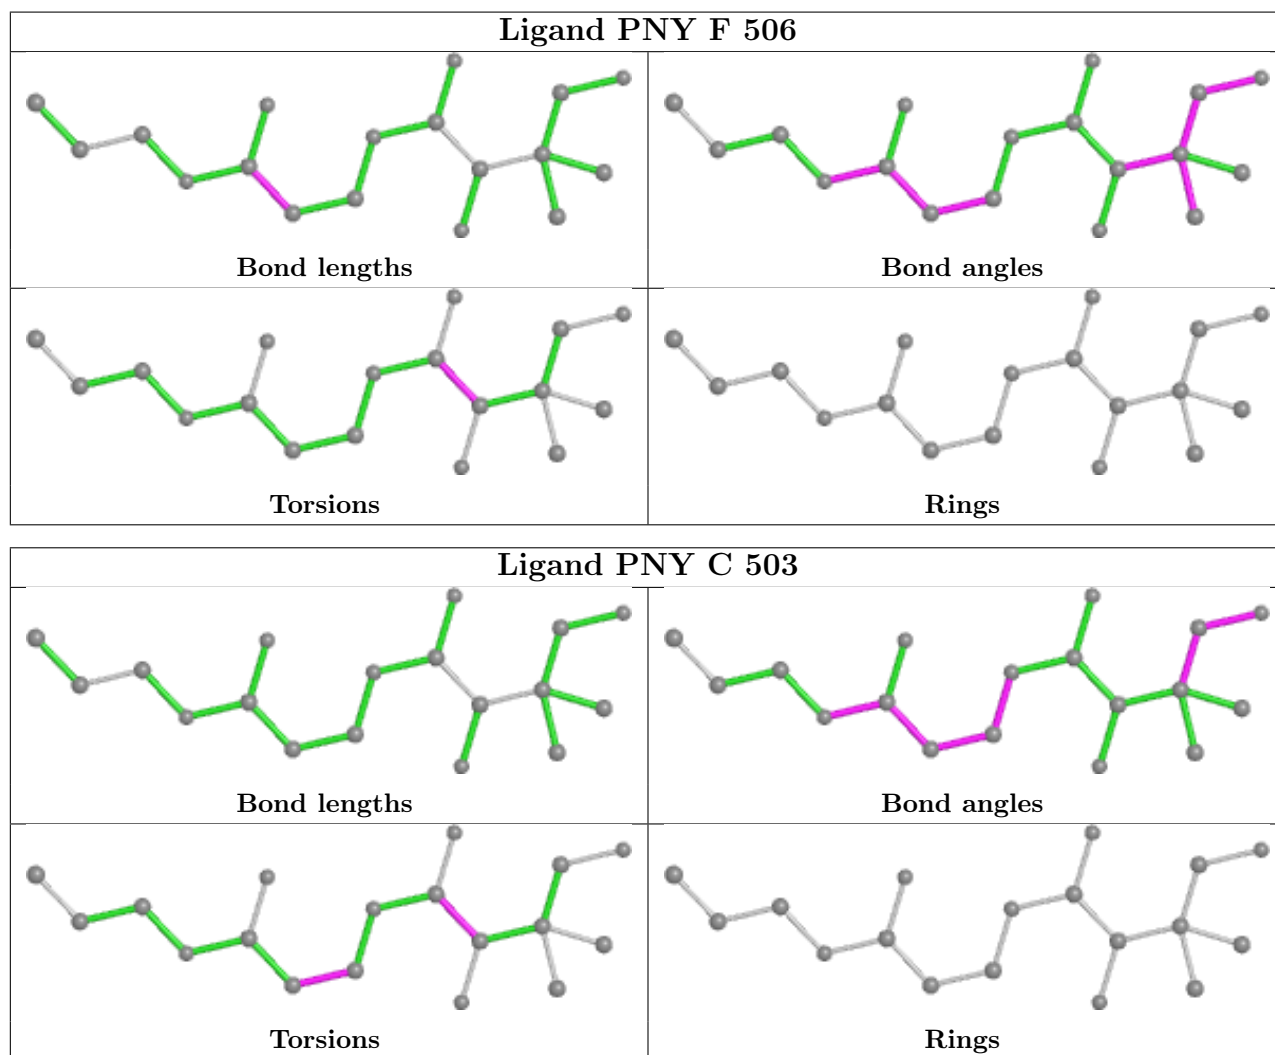 Ligand PNY F 506
Bond lengths
Bond angles
Torsions
Rings
Ligand PNY C 503
Bond lengths
Bond angles
Torsions
Rings